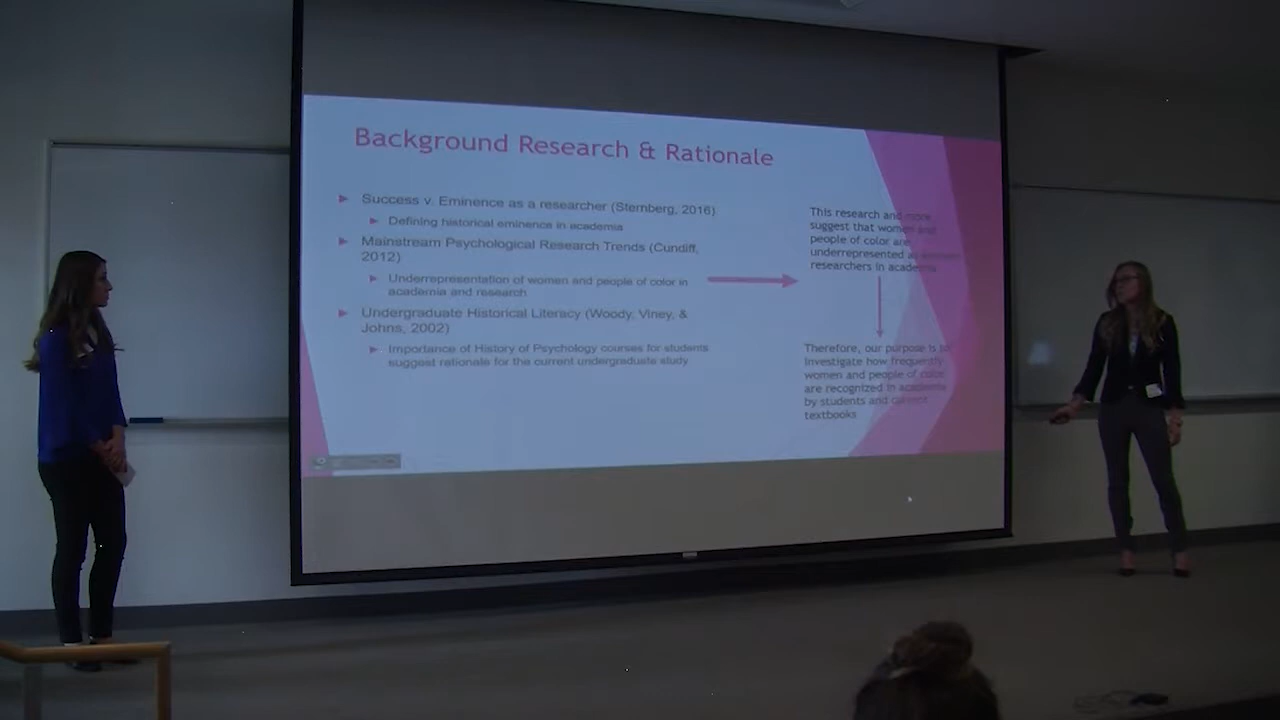 Background Research & Rationale
Success v. Eminence as a researcher (Sternberg, 2016)
Defining historical eminence in academia
Mainstream Psychological Research Trends (Cundiff,
2012)
Underrepresentation of women and people of color in
academia and research
Undergraduate Historical Literacy (Woody, Viney, &
Johns, 2002)
Importance of History of Psychology courses for students
suggest rationale for the current undergraduate study
This research and more
suggest that women and
people of color are
underrepresented as
researchers in academia
Therefore, our purpose is to
investigate how frequently
women and people of color
are recognized in academia
by students and current
textbooks